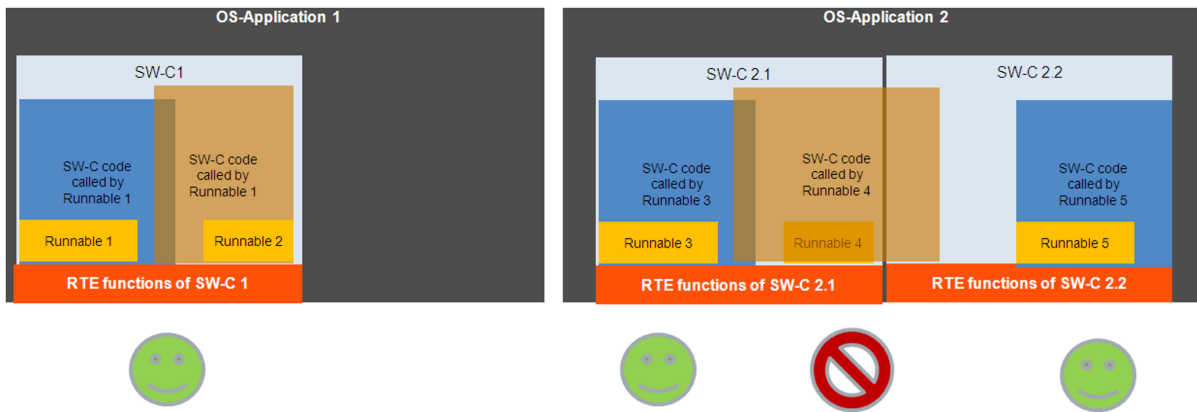 OS-Application 1
SW-C1
SW-C code
called by
Runnable 1
SW-C code
called by
Runnable 1
Runnable 1
Runnable 2
RTE functions of SW-C 1
OS-Application 2
SW-C 2.1
SW-C 2.2
SW-C code
called by
Runnable 3
SW-C code
called by
Runnable 4
SW-C code
called by
Runnable 5
Runnable 3
Runnable 4
Runnable 5
RTE functions of SW-C 2.1
RTE functions of SW-C 2.2